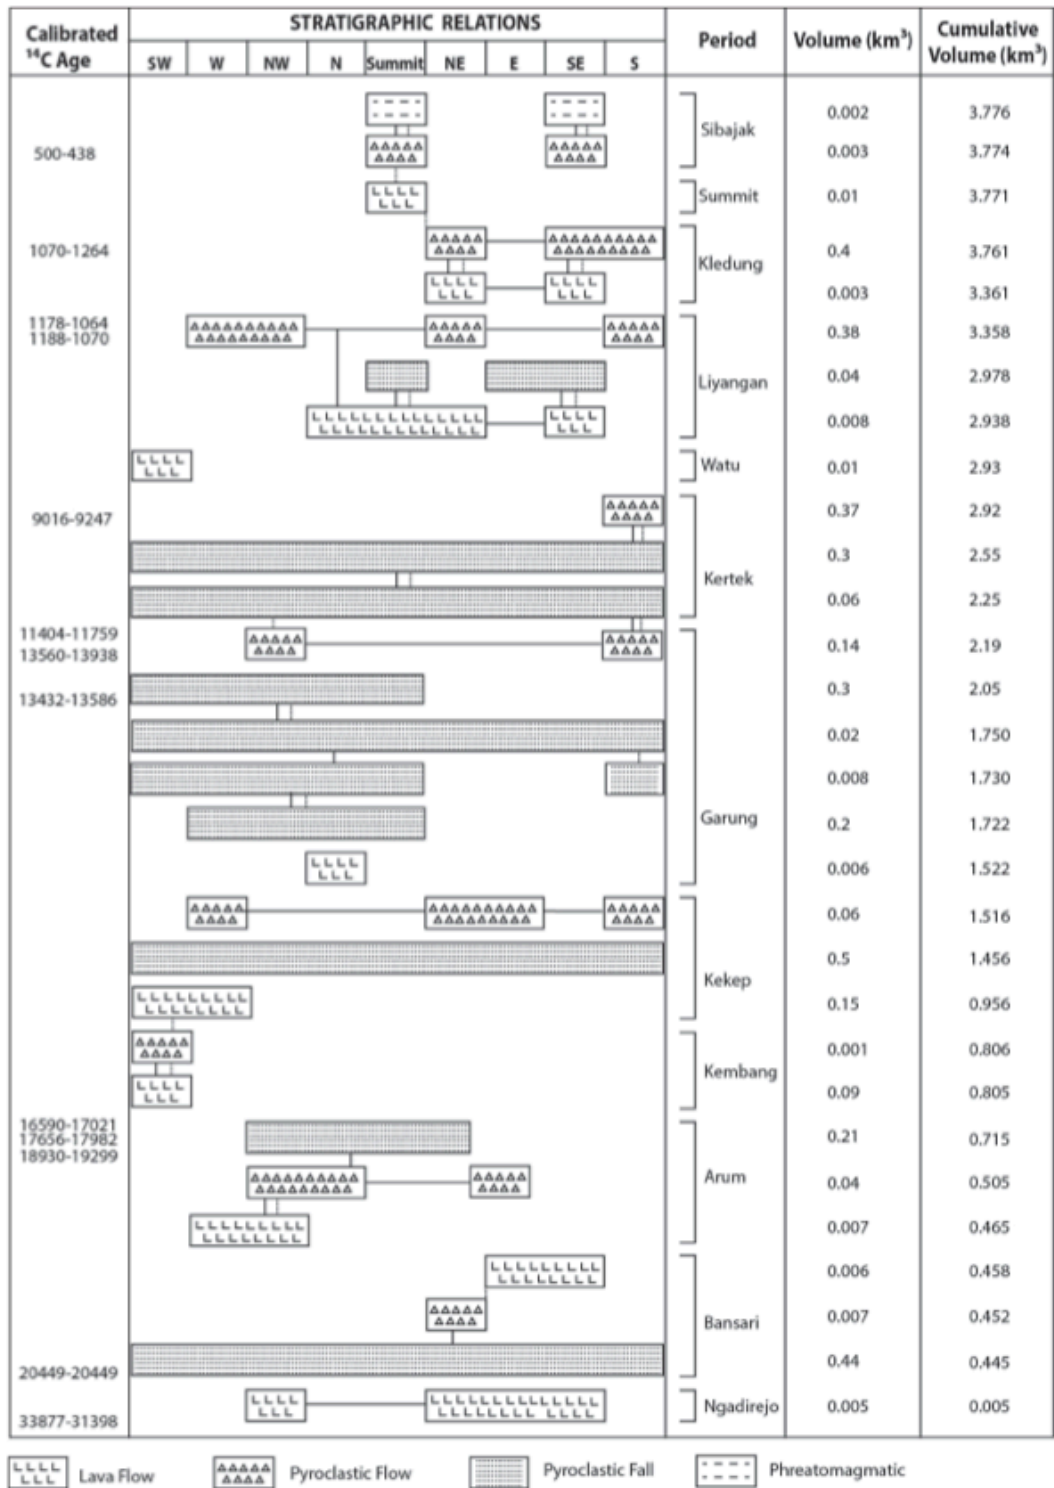 STRATIGRAPHIC RELATIONS
Calibrated ¹⁴C Age SW W NW N Summit NE E SE S Period Volume (km³) Cumulative Volume (km³)
0.002 3.776
Sibajak
500-438 0.003 3.774
Summit 0.01 3.771
1070-1264 0.4 3.761
Kledung
0.003 3.361
1178-1064
1188-1070 0.38 3.358
Liyangan 0.04 2.978
0.008 2.938
Watu 0.01 2.93
9016-9247 0.37 2.92
0.3 2.55
Kertek
0.06 2.25
11404-11759
13560-13938 0.14 2.19
13432-13586 0.3 2.05
0.02 1.750
0.008 1.730
Garung 0.2 1.722
0.006 1.522
0.06 1.516
0.5 1.456
Kekep
0.15 0.956
0.001 0.806
Kembang
0.09 0.805
16590-17021
17656-17982 0.21 0.715
18930-19299
Arum 0.04 0.505
0.007 0.465
0.006 0.458
Bansari 0.007 0.452
0.44 0.445
20449-20449
Ngadirejo 0.005 0.005
33877-31398
Lava Flow Pyroclastic Flow Pyroclastic Fall Phreatomagmatic